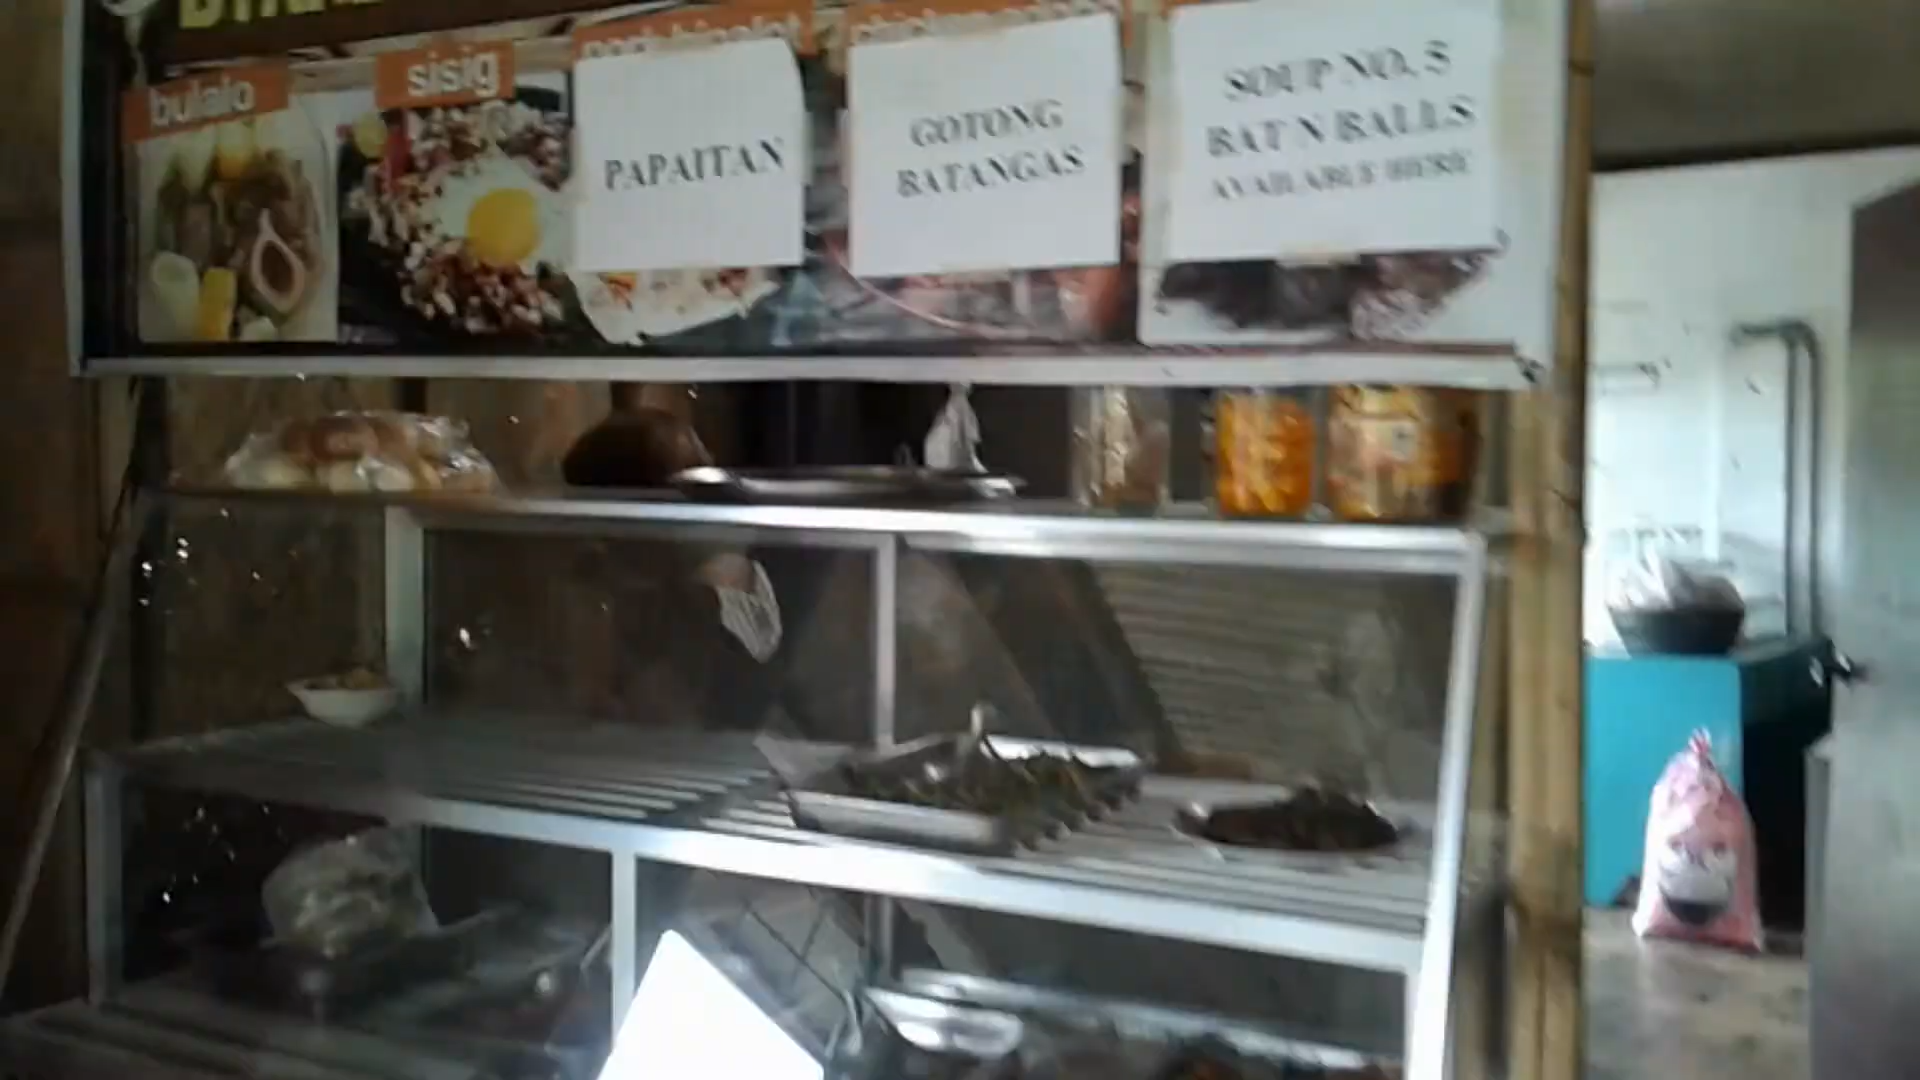 bulalo
sisig
PAPAITAN
GOTONG
BATANGAS
SOUP NO. 5
BAT N BALLS
AVAILABLE HERE